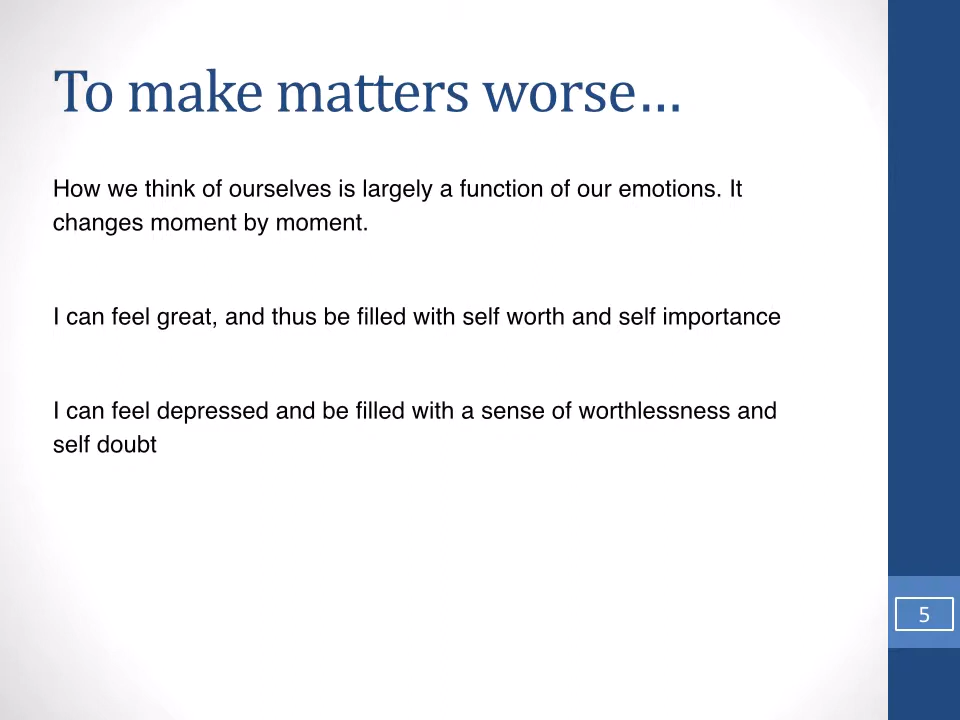 To make matters worse…
How we think of ourselves is largely a function of our emotions. It
changes moment by moment.
I can feel great, and thus be filled with self worth and self importance
I can feel depressed and be filled with a sense of worthlessness and
self doubt
5